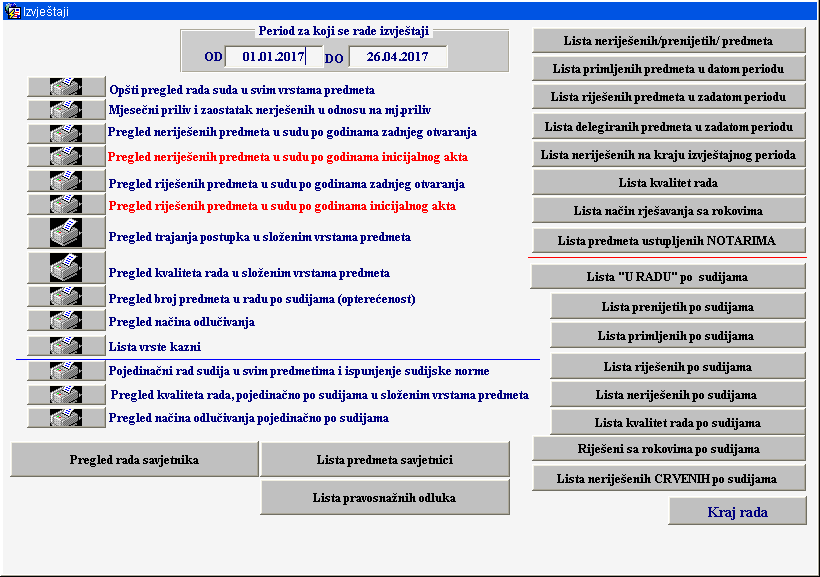 Izvještaji
Period za koji se rade izvještaji
OD 01.01.2017 DO 26.04.2017
Opšti pregled rada suda u svim vrstama predmeta
Mjesečni priliv i zaostatak nerješenih u odnosu na mj,priliv
Pregled neriješenih predmeta u sudu po godinama zadnjeg otvaranja
Pregled neriješenih predmeta u sudu po godinama inicijalnog akta
Pregled riješenih predmeta u sudu po godinama zadnjeg otvaranja
Pregled riješenih predmeta u sudu po godinama inicijalnog akta
Pregled trajanja postupka u složenim vrstama predmeta
Pregled kvaliteta rada u složenim vrstama predmeta
Pregled broj predmeta u radu po sudijama (opterećenost)
Pregled načina odlučivanja
Lista vrste kazni
Pojedinačni rad sudija u svim predmetima i ispunjenje sudijske norme
Pregled kvaliteta rada, pojedinačno po sudijama u složenim vrstama predmeta
Pregled načina odlučivanja pojedinačno po sudijama
Pregled rada savjetnika
Lista predmeta savjetnici
Lista pravosnažnih odluka
Lista neriješenih/prenijetih/ predmeta
Lista primljenih predmeta u datom periodu
Lista riješenih predmeta u zadatom periodu
Lista delegiranih predmeta u zadatom periodu
Lista neriješenih na kraju izvještajnog perioda
Lista kvalitet rada
Lista način rješavanja sa rokovima
Lista predmeta ustupljenih NOTARIMA
Lista "U RADU" po sudijama
Lista prenijetih po sudijama
Lista primljenih po sudijama
Lista riješenih po sudijama
Lista neriješenih po sudijama
Lista kvalitet rada po sudijama
Riješeni sa rokovima po sudijama
Lista neriješenih CRVENIH po sudijama
Kraj rada